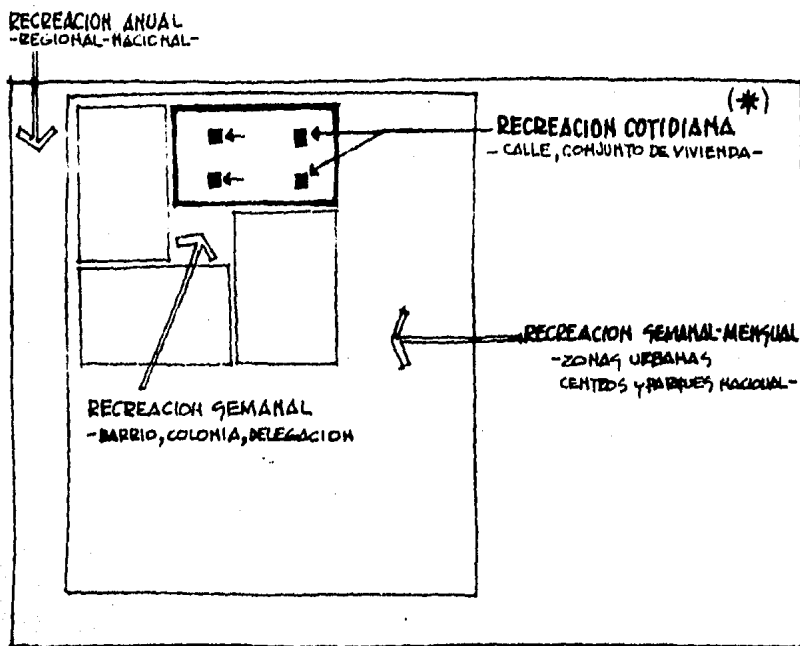 RECREACION ANUAL
-REGIONAL-NACIONAL-
(*)
RECREACION COTIDIANA
- CALLE, CONJUNTO DE VIVIENDA-
RECREACION SEMANAL-MENSUAL
-ZONAS URBANAS
CENTROS y PARQUES NACIONAL-
RECREACION SEMANAL
-BARRIO, COLONIA, DELEGACION